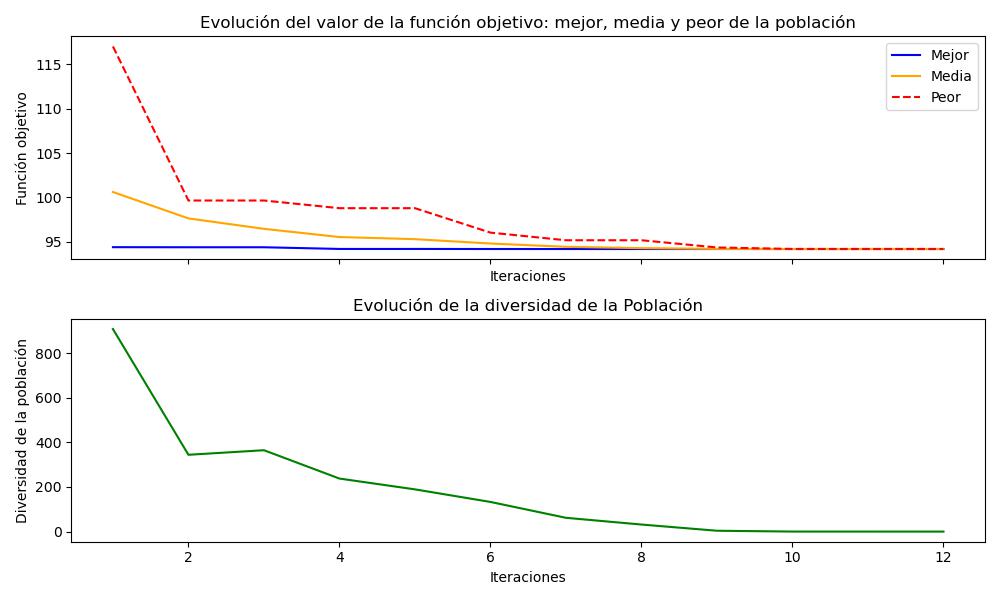 Evolución del valor de la función objetivo: mejor, media y peor de la población
Función objetivo
115
110
105
100
95
Mejor
Media
Peor
Iteraciones
Evolución de la diversidad de la Población
Diversidad de la población
800
600
400
200
0
2 4 6 8 10 12
Iteraciones